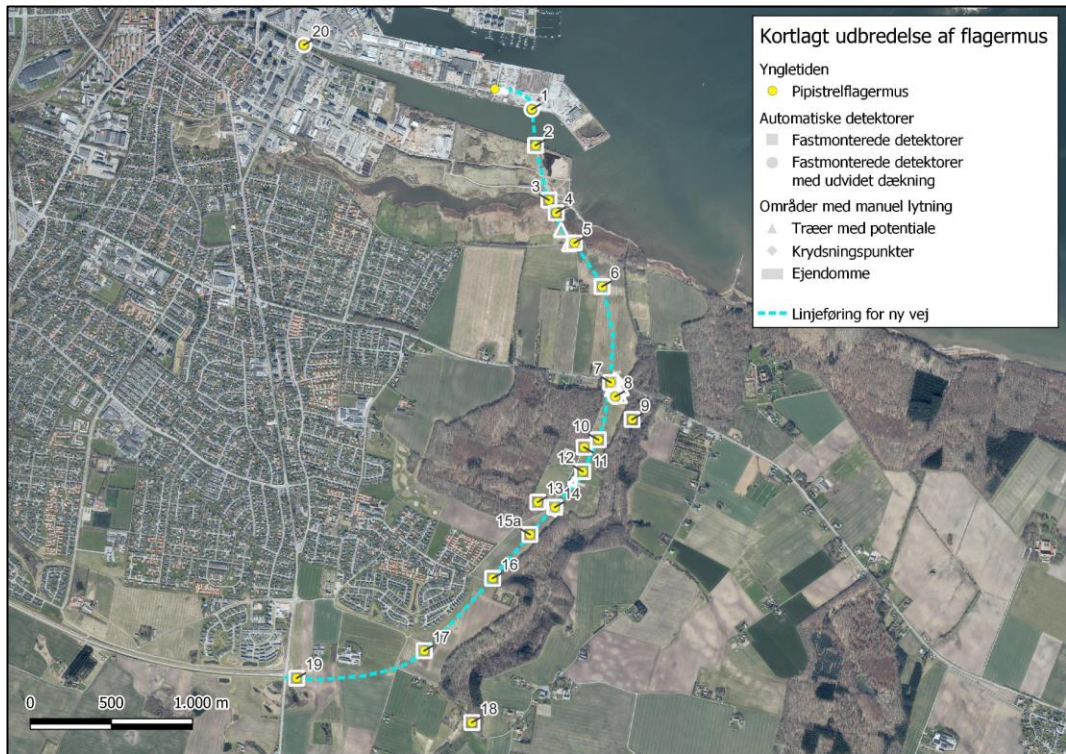 Kortlagt udbredelse af flagermus
Yngletiden
Pipistrelflagermus
Automatiske detektorer
Fastmonterede detektorer
Fastmonterede detektorer
med udvidet dækning
Områder med manuel lytning
Træer med potentiale
Krydsningspunkter
Ejendomme
Linjeføring for ny vej
20
1
2
3
4
5
6
7
8
9
10
11
12
13
14
15a
16
17
19
18
0 500 1.000 m